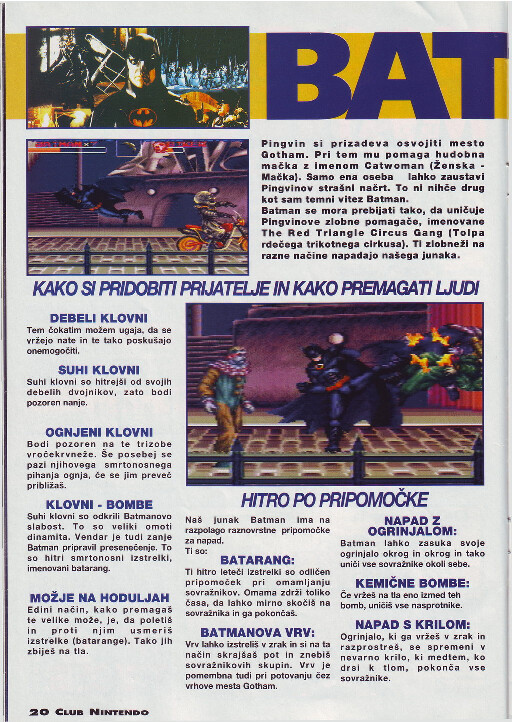 BAT
Pingvin si prizadeva osvojiti mesto
Gotham. Pri tem mu pomaga hudobna
mačka z imenom Catwoman (Ženska -
Mačka). Samo ena oseba lahko zaustavi
Pingvinov strašni načrt. To ni nihče drug
kot sam temni vitez Batman.
Batman se mora prebijati tako, da uničuje
Pingvinove zlobne pomagače, imenovane
The Red Triangle Circus Gang (Tolpa
rdečega trikotnega cirkusa). Ti zlobneži na
razne načine napadajo našega junaka.
KAKO SI PRIDOBITI PRIJATELJE IN KAKO PREMAGATI LJUDI
DEBELI KLOVNI
Tem čokatim možem ugaja, da se
vržejo nate in te tako poskušajo
onemogočiti.
SUHI KLOVNI
Suhi klovni so hitrejši od svojih
debelih dvojnikov, zato bodi
pozoren nanje.
OGNJENI KLOVNI
Bodi pozoren na te trizobe
vročekrvneže. Še posebej se
pazi njihovega smrtonosnega
pihanja ognja, če se jim preveč
približaš.
KLOVNI - BOMBE
Suhi klovni so odkrili Batmanovo
slabost. To so veliki omoti
dinamita. Vendar je tudi zanje
Batman pripravil presenečenje. To
so hitri smrtonosni izstrelki,
imenovani batarang.
MOŽJE NA HODULJAH
Edini način, kako premagaš
te velike može, je, da poletiš
in proti njim usmeriš
izstrelke (batarange). Tako jih
zbiješ na tla.
HITRO PO PRIPOMOČKE
Naš junak Batman ima na
razpolago raznovrstne pripomočke
za napad.
Ti so:
BATARANG:
Ti hitro leteči izstrelki so odličen
pripomoček pri omamljanju
sovražnikov. Omama zdrži toliko
časa, da lahko mirno skočiš na
sovražnika in ga pokončaš.
BATMANOVA VRV:
Vrv lahko izstreliš v zrak in si na ta
način skrajšaš pot in znebiš
sovražnikovih skupin. Vrv je
pomembna tudi pri potovanju čez
vrhove mesta Gotham.
NAPAD Z
OGRINJALOM:
Batman lahko zasuka svoje
ogrinjalo okrog in okrog in tako
uniči vse sovražnike okoli sebe.
KEMIČNE BOMBE:
Če vržeš na tla eno izmed teh
bomb, uničiš vse nasprotnike.
NAPAD S KRILOM:
Ogrinjalo, ki ga vržeš v zrak in
razprostreš, se spremeni v
nevarno krilo, ki medtem, ko
drsi k tlom, pokonča vse
sovražnike.
20 CLUB NINTENDO